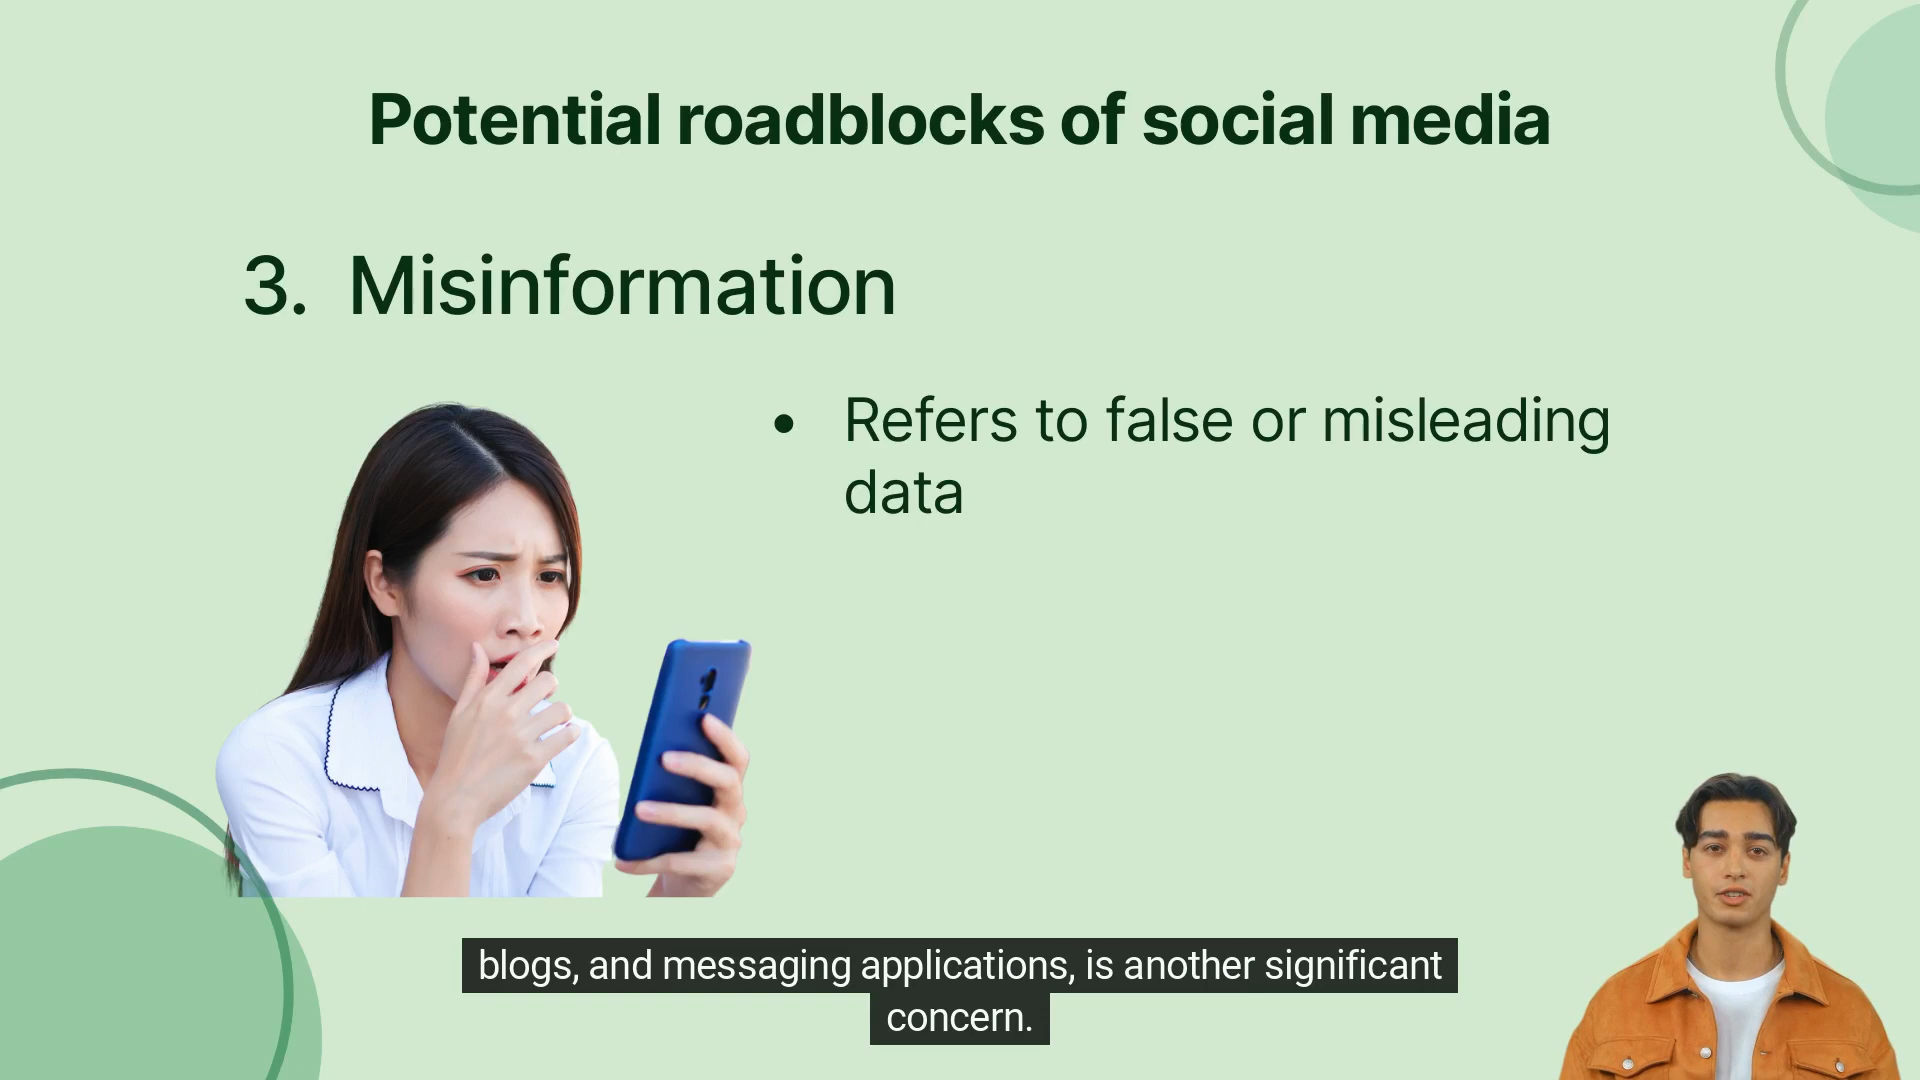 Potential roadblocks of social media
3. Misinformation
• Refers to false or misleading
data
blogs, and messaging applications, is another significant
concern.